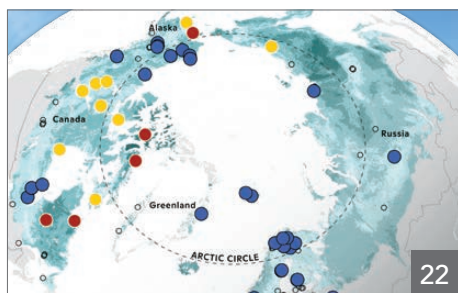 Alaska
Canada
Russia
Greenland
ARCTIC CIRCLE
22